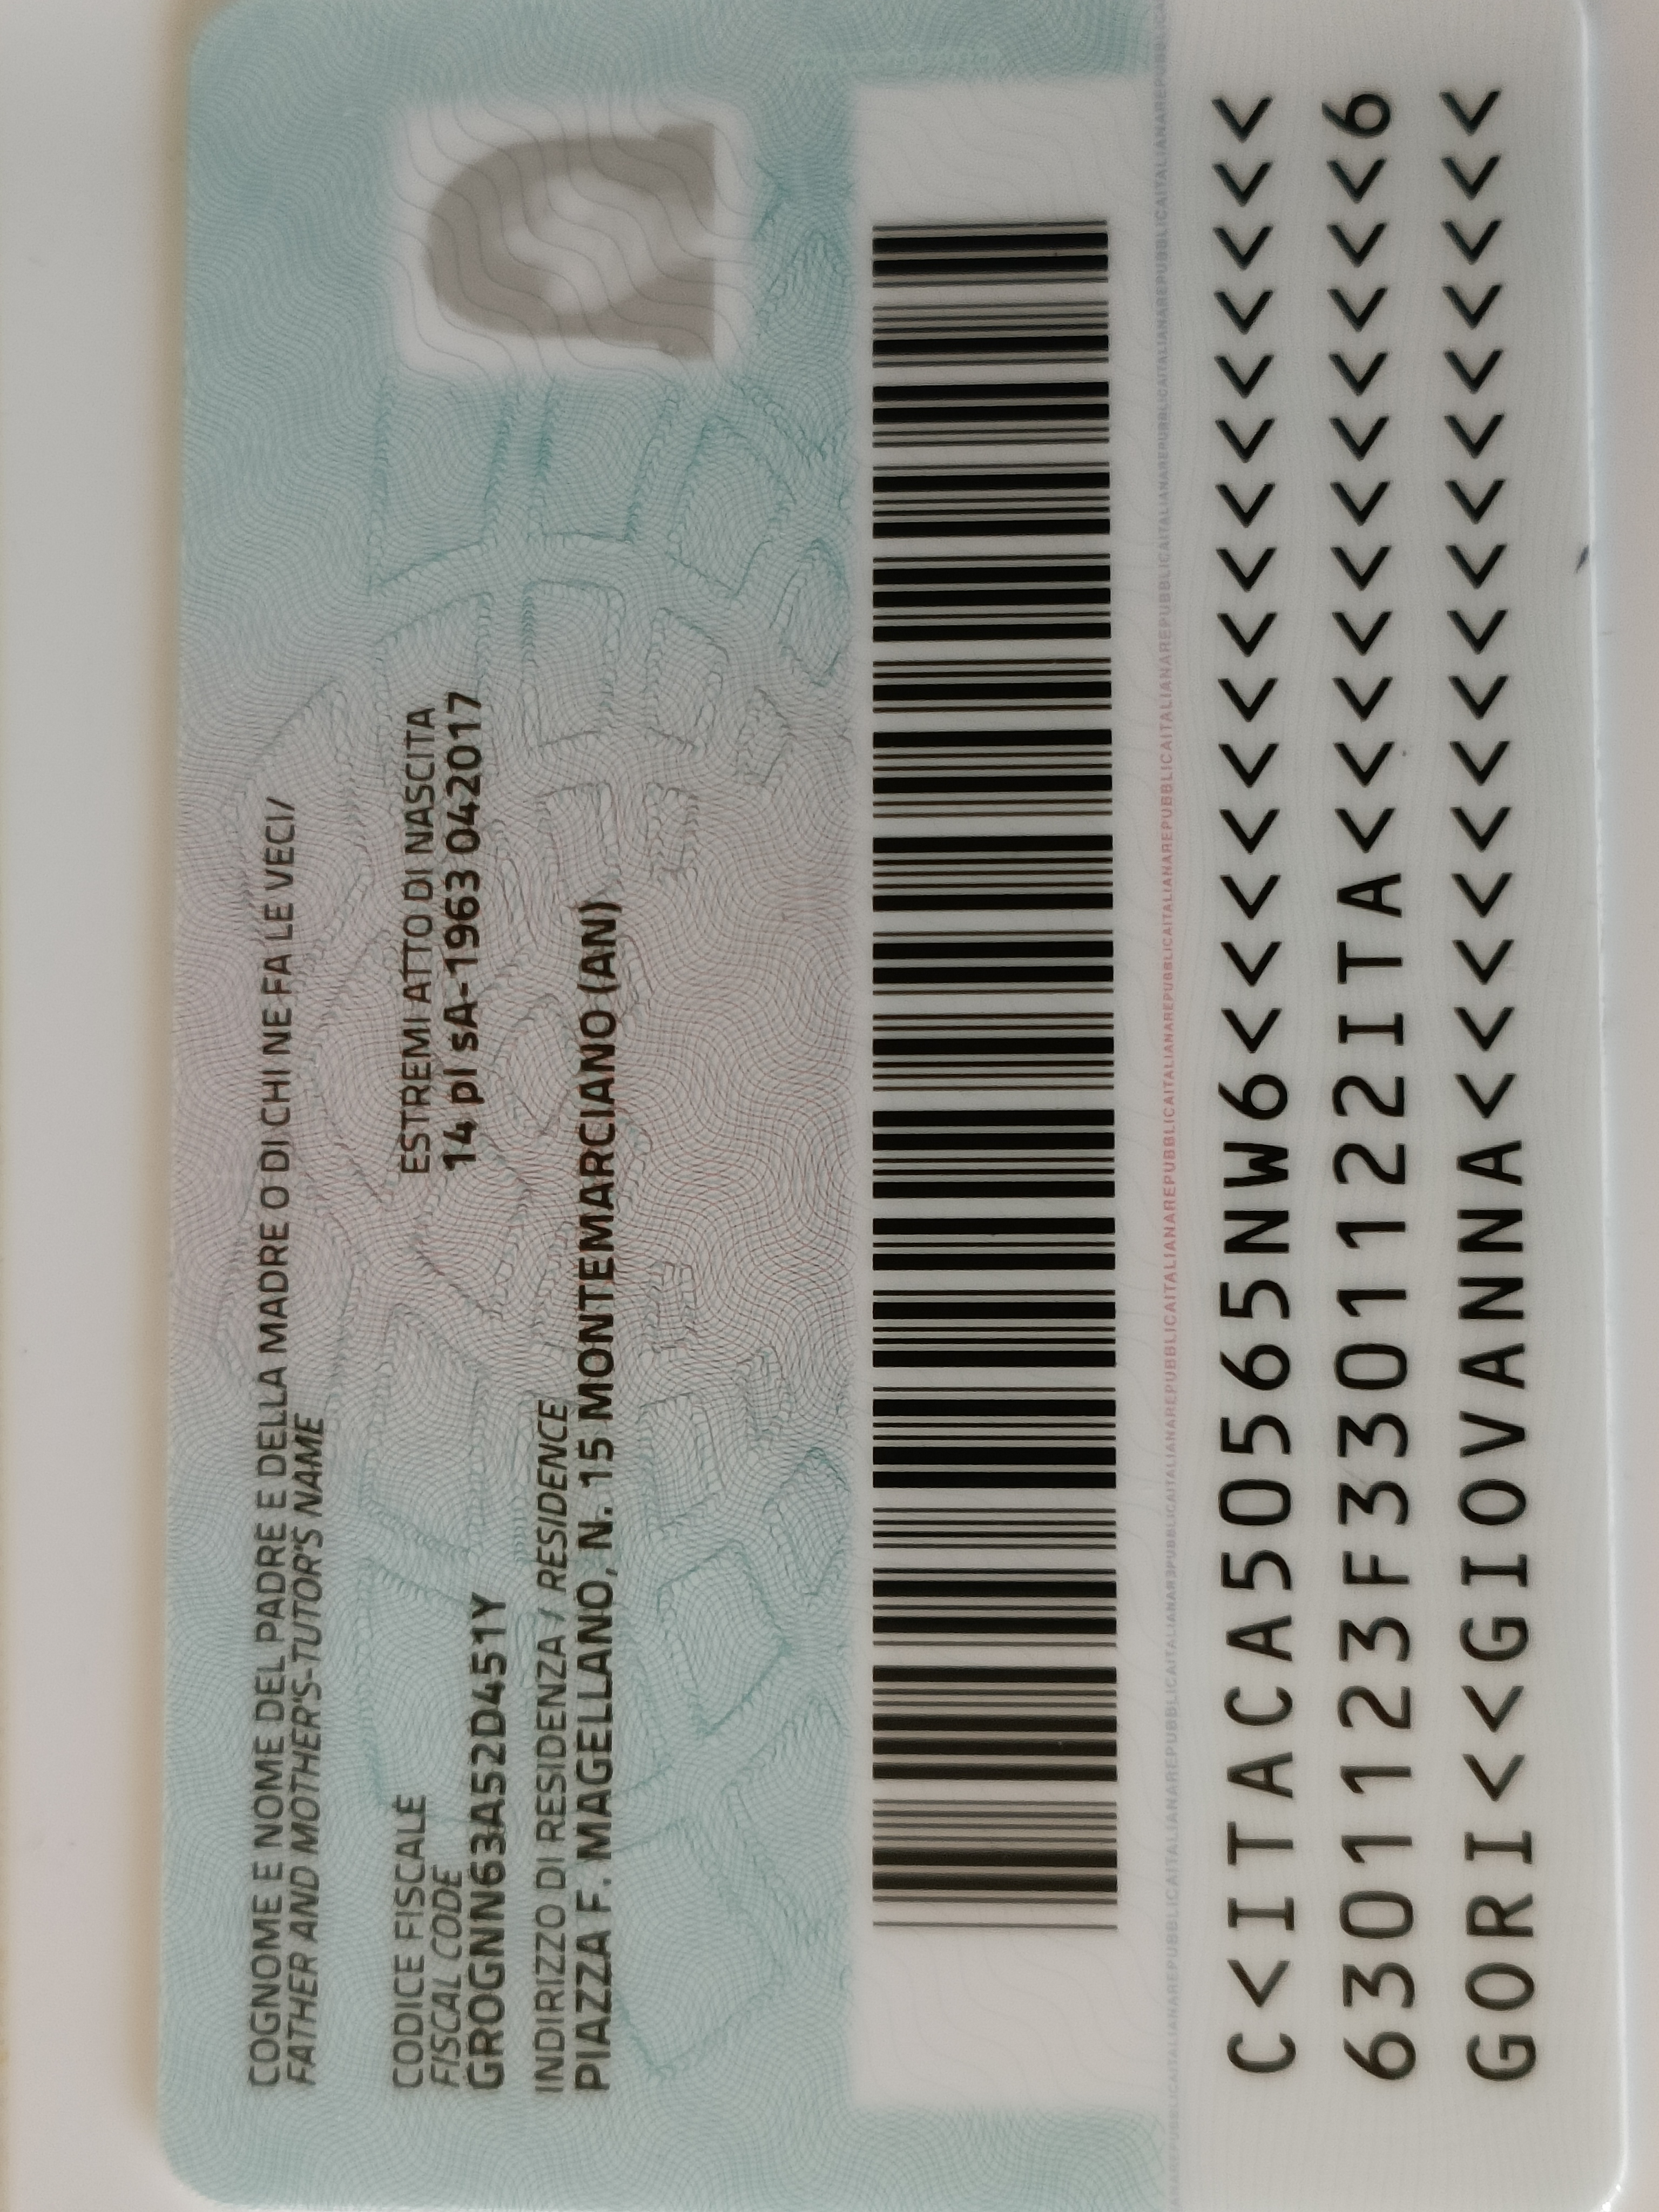 COGNOME E NOME DEL PADRE E DELLA MADRE O DI CHI NE FA LE VECI/
FATHER AND MOTHER'S-TUTOR'S NAME
CODICE FISCALE
FISCAL CODE
GROGNN63A52D451Y
ESTREMI ATTO DI NASCITA
14 pI sA-1963 042017
INDIRIZZO DI RESIDENZA / RESIDENCE
PIAZZA F. MAGELLANO, N. 15 MONTEMARCIANO (AN)
C<ITACA50565NW6<<<<<<<<<<<<<<<
6301123F3301122ITA<<<<<<<<<<<6
GORI<<GIOVANNA<<<<<<<<<<<<<<<<